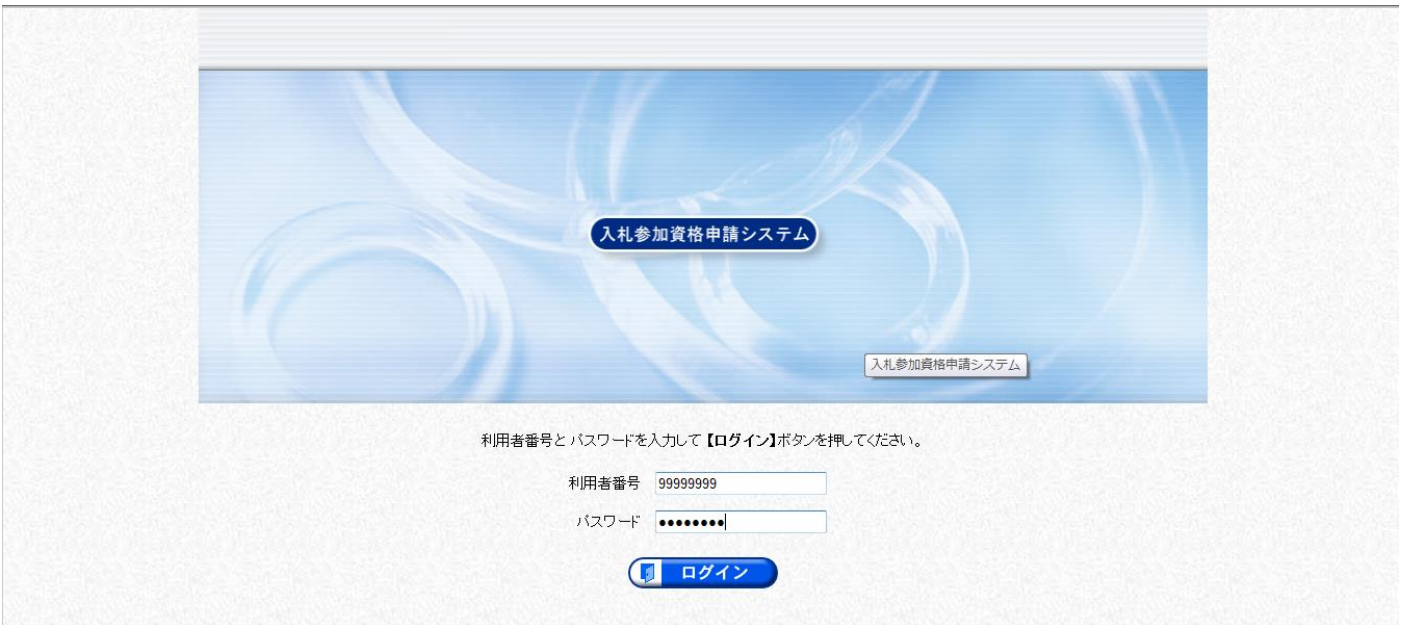 入札参加資格申請システム
入札参加資格申請システム
利用者番号とパスワードを入力して【ログイン】ボタンを押してください。
利用者番号 99999999
パスワード ●●●●●●●●
ログイン